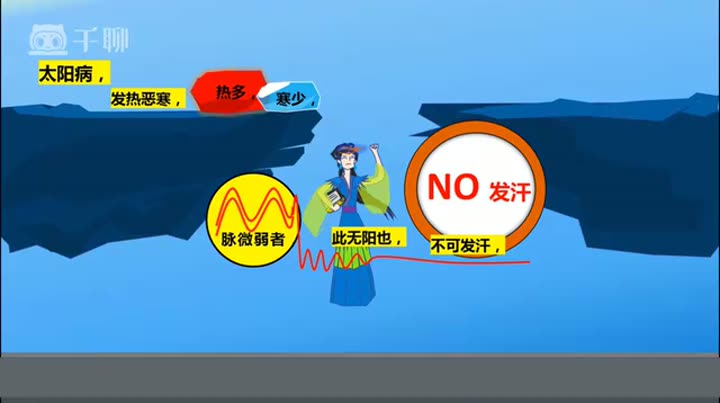 千聊
太阳病，
发热恶寒，
热多，
寒少，
NO 发汗
脉微弱者
此无阳也，
不可发汗，